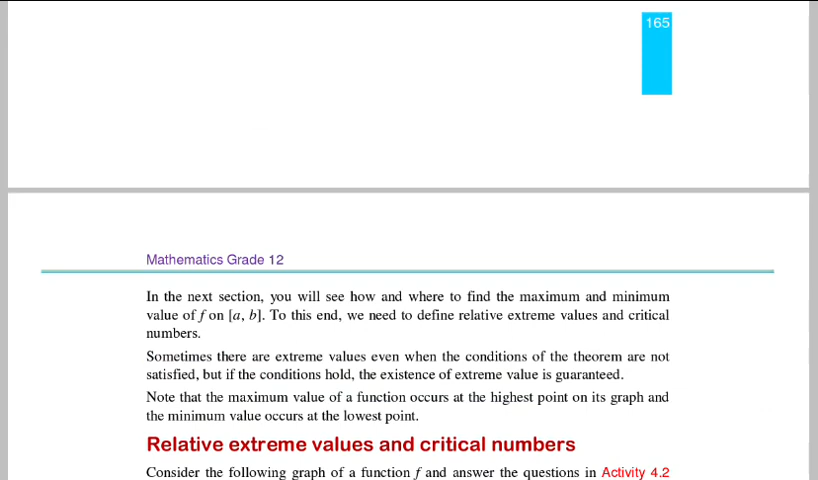 165
Mathematics Grade 12
In the next section, you will see how and where to find the maximum and minimum
value of f on [a, b]. To this end, we need to define relative extreme values and critical
numbers.
Sometimes there are extreme values even when the conditions of the theorem are not
satisfied, but if the conditions hold, the existence of extreme value is guaranteed.
Note that the maximum value of a function occurs at the highest point on its graph and
the minimum value occurs at the lowest point.
Relative extreme values and critical numbers
Consider the following graph of a function f and answer the questions in Activity 4.2